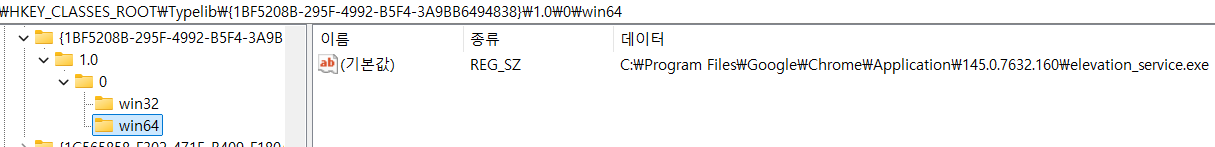 ₩HKEY_CLASSES_ROOT₩Typelib₩{1BF5208B-295F-4992-B5F4-3A9BB6494838}₩1.0₩0₩win64
{1BF5208B-295F-4992-B5F4-3A9B
이름 종류 데이터
1.0
(기본값) REG_SZ C:₩Program Files₩Google₩Chrome₩Application₩145.0.7632.160₩elevation_service.exe
0
win32
win64